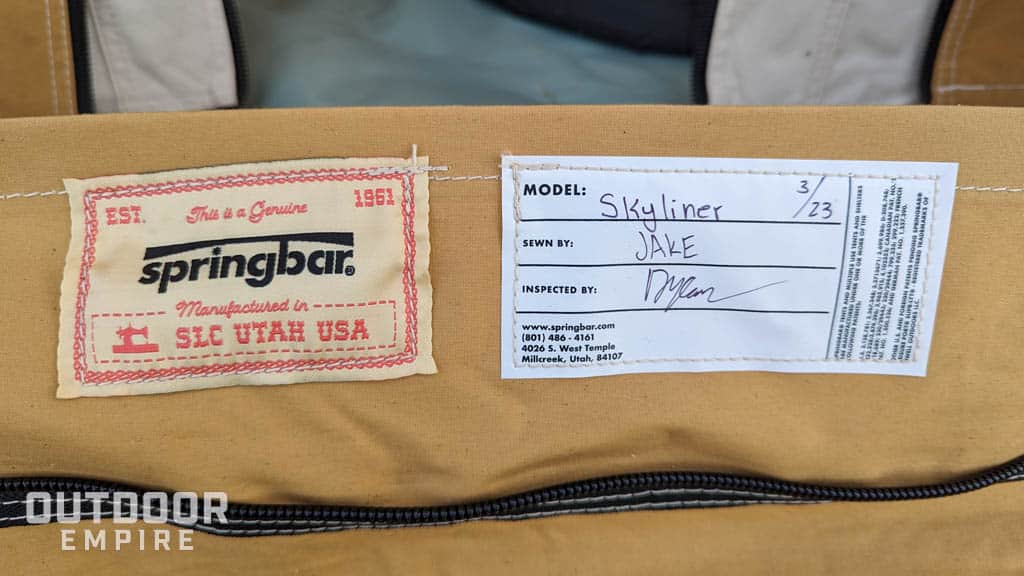 EST. 1961
This is a Genuine
springbar®
Manufactured in
SLC UTAH USA
MODEL: Skyliner 3/23
SEWN BY: JAKE
INSPECTED BY: Dylan
www.springbar.com
(801) 486 - 4161
4026 S. West Temple
Millcreek, Utah, 84107
OUTDOOR
EMPIRE